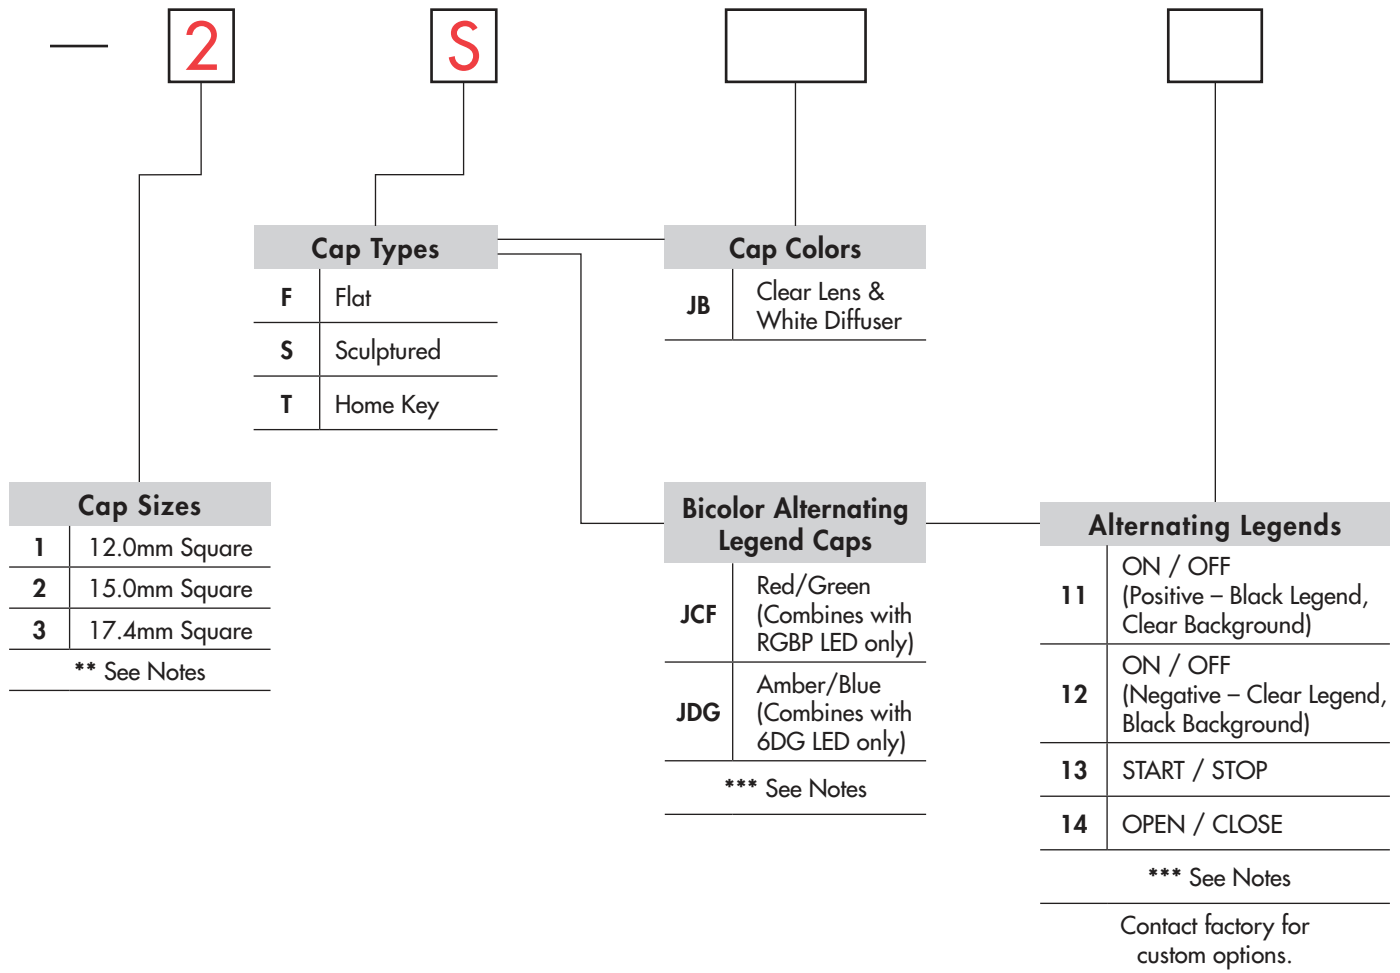 — 2 S
Cap Types
F Flat
S Sculptured
T Home Key
Cap Colors
JB Clear Lens &
White Diffuser
Cap Sizes
1 12.0mm Square
2 15.0mm Square
3 17.4mm Square
** See Notes
Bicolor Alternating
Legend Caps
JCF Red/Green
(Combines with
RGBP LED only)
JDG Amber/Blue
(Combines with
6DG LED only)
*** See Notes
Alternating Legends
11 ON / OFF
(Positive – Black Legend,
Clear Background)
12 ON / OFF
(Negative – Clear Legend,
Black Background)
13 START / STOP
14 OPEN / CLOSE
*** See Notes
Contact factory for
custom options.